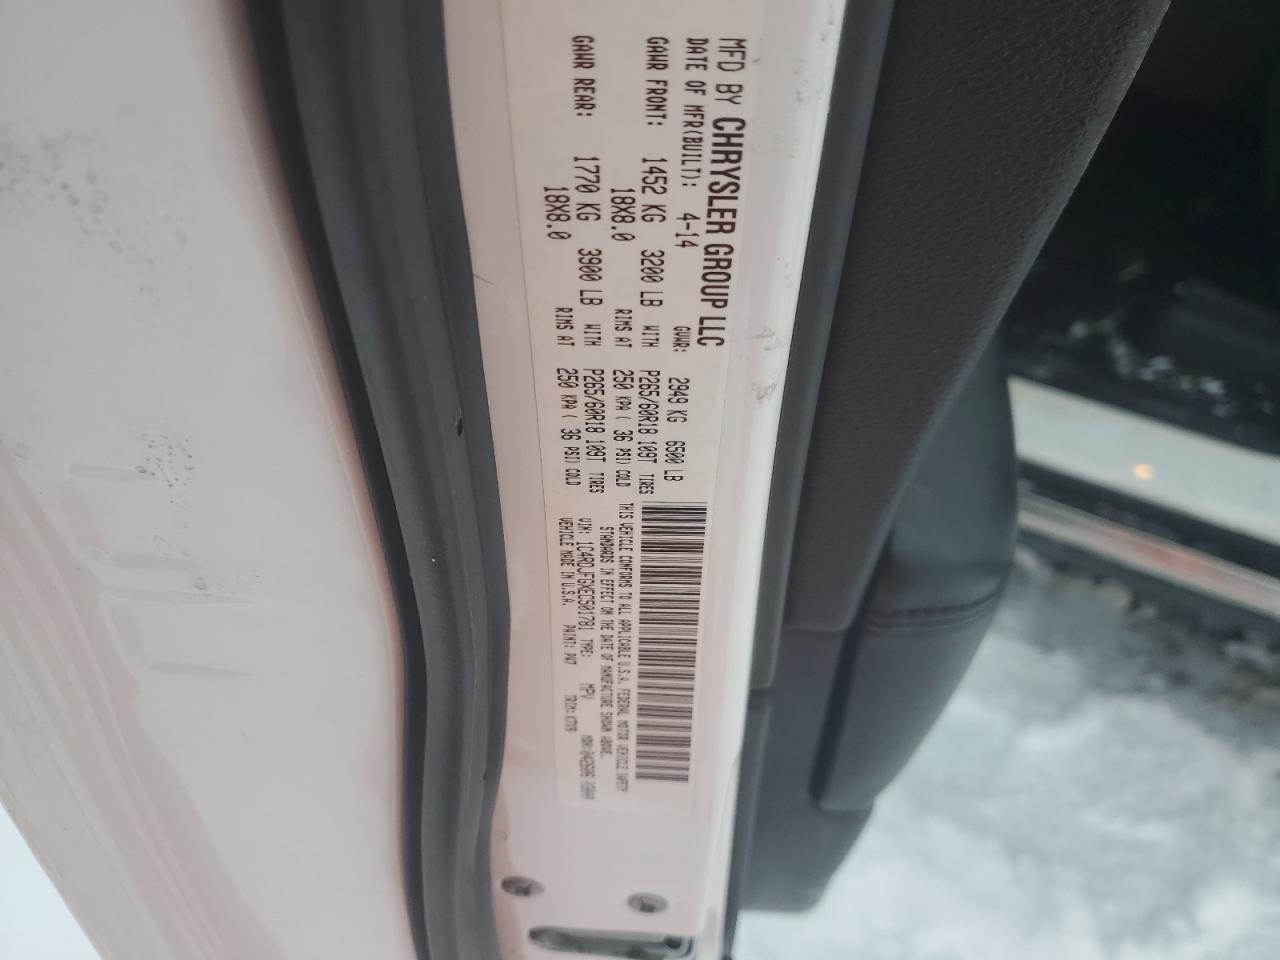 MFD BY CHRYSLER GROUP LLC
DATE OF MFR(BUILT): 4-14 GVWR: 2949 KG 6500 LB
GAWR FRONT: 1452 KG 3200 LB WITH P265/60R18 109T TIRES
18X8.0 RIMS AT 250 KPA ( 36 PSI) COLD
GAWR REAR: 1770 KG 3900 LB WITH P265/60R18 109T TIRES
18X8.0 RIMS AT 250 KPA ( 36 PSI) COLD
THIS VEHICLE CONFORMS TO ALL APPLICABLE U.S.A. FEDERAL MOTOR VEHICLE SAFETY
STANDARDS IN EFFECT ON THE DATE OF MANUFACTURE SHOWN ABOVE.
VIN: 1C4RDJFGXEC501781 TYPE: MPV
VEHICLE MADE IN U.S.A. PAINT: PW7 TRIM: